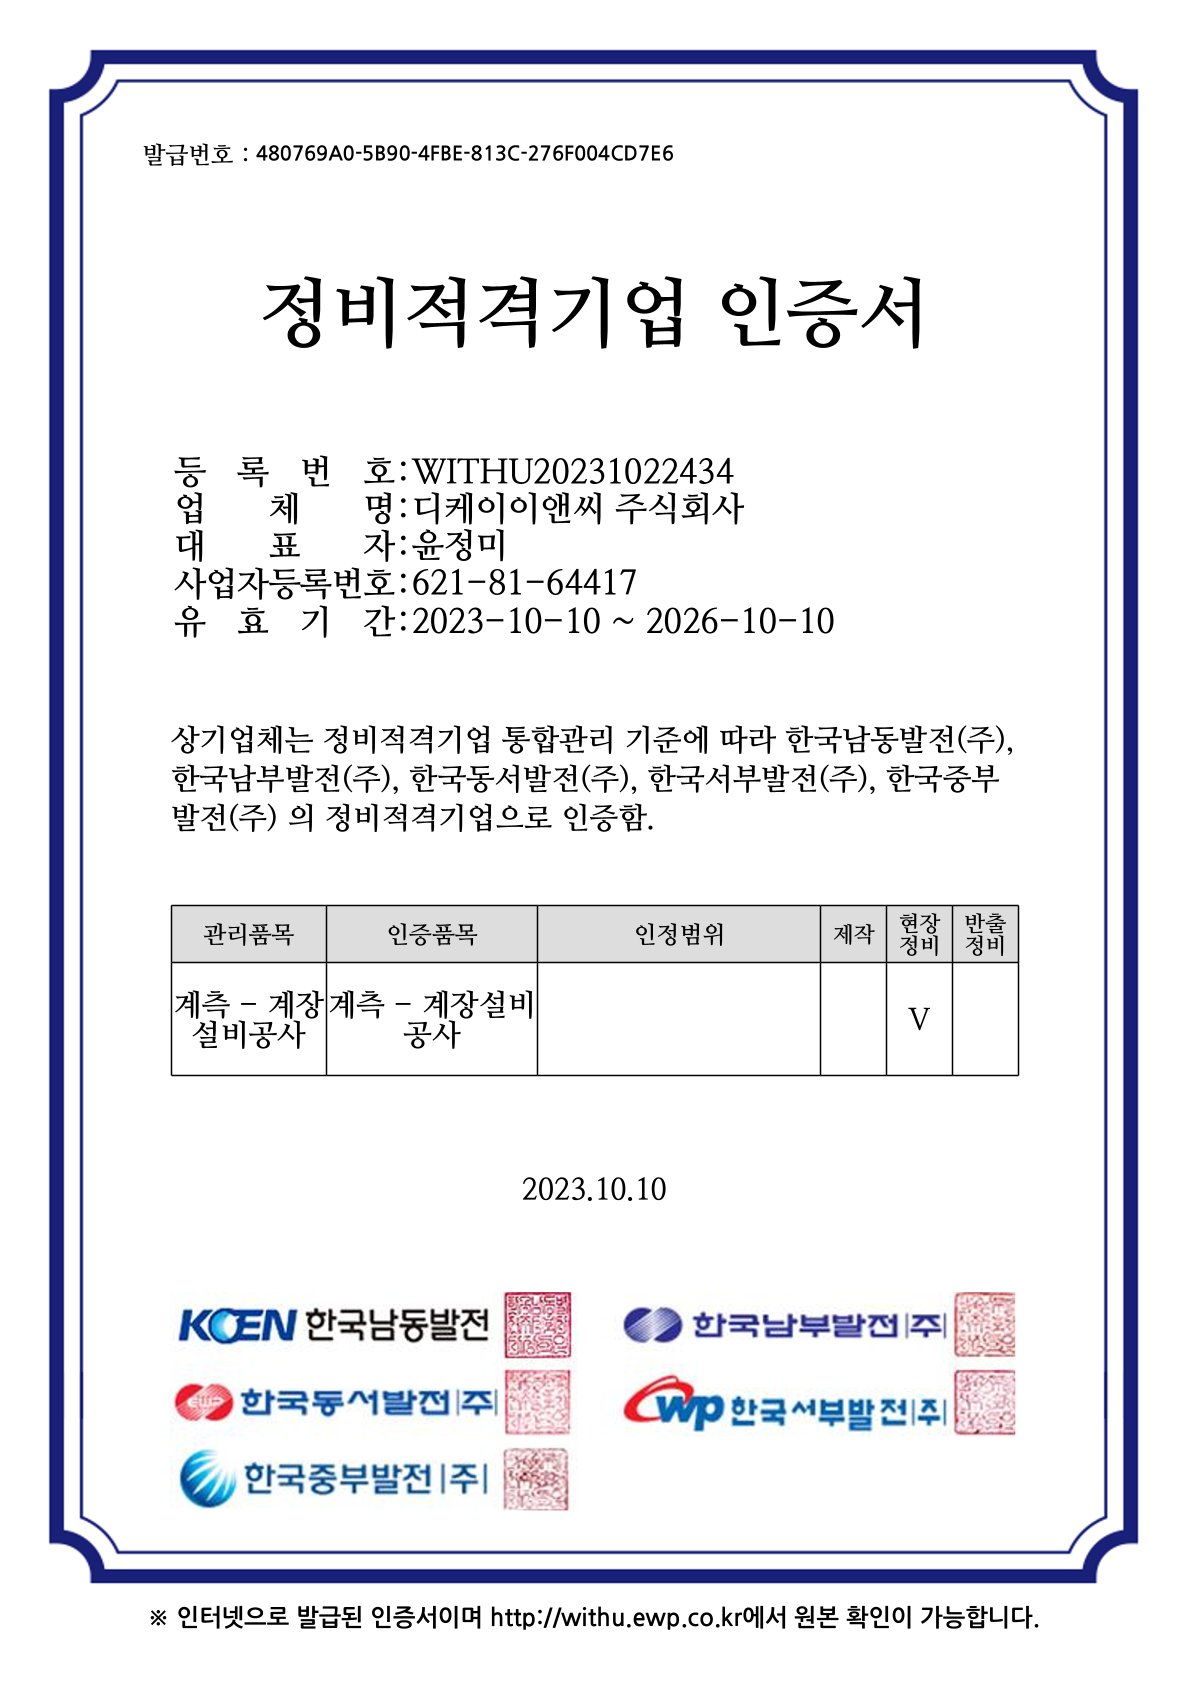 발급번호 : 480769A0-5B90-4FBE-813C-276F004CD7E6
정비적격기업 인증서
등 록 번 호:WITHU20231022434
업 체 명:디케이이앤씨 주식회사
대 표 자:윤정미
사업자등록번호:621-81-64417
유 효 기 간:2023-10-10 ~ 2026-10-10
상기업체는 정비적격기업 통합관리 기준에 따라 한국남동발전(주),
한국남부발전(주), 한국동서발전(주), 한국서부발전(주), 한국중부
발전(주) 의 정비적격기업으로 인증함.
관리품목 인증품목 인정범위 제작 현장 정비 반출 정비
계측 - 계장 계측 - 계장설비 V
설비공사 공사
2023.10.10
KOEN 한국남동발전 한국남부발전|주|
EWP 한국동서발전|주| wp 한국서부발전|주|
한국중부발전|주|
※ 인터넷으로 발급된 인증서이며 http://withu.ewp.co.kr에서 원본 확인이 가능합니다.